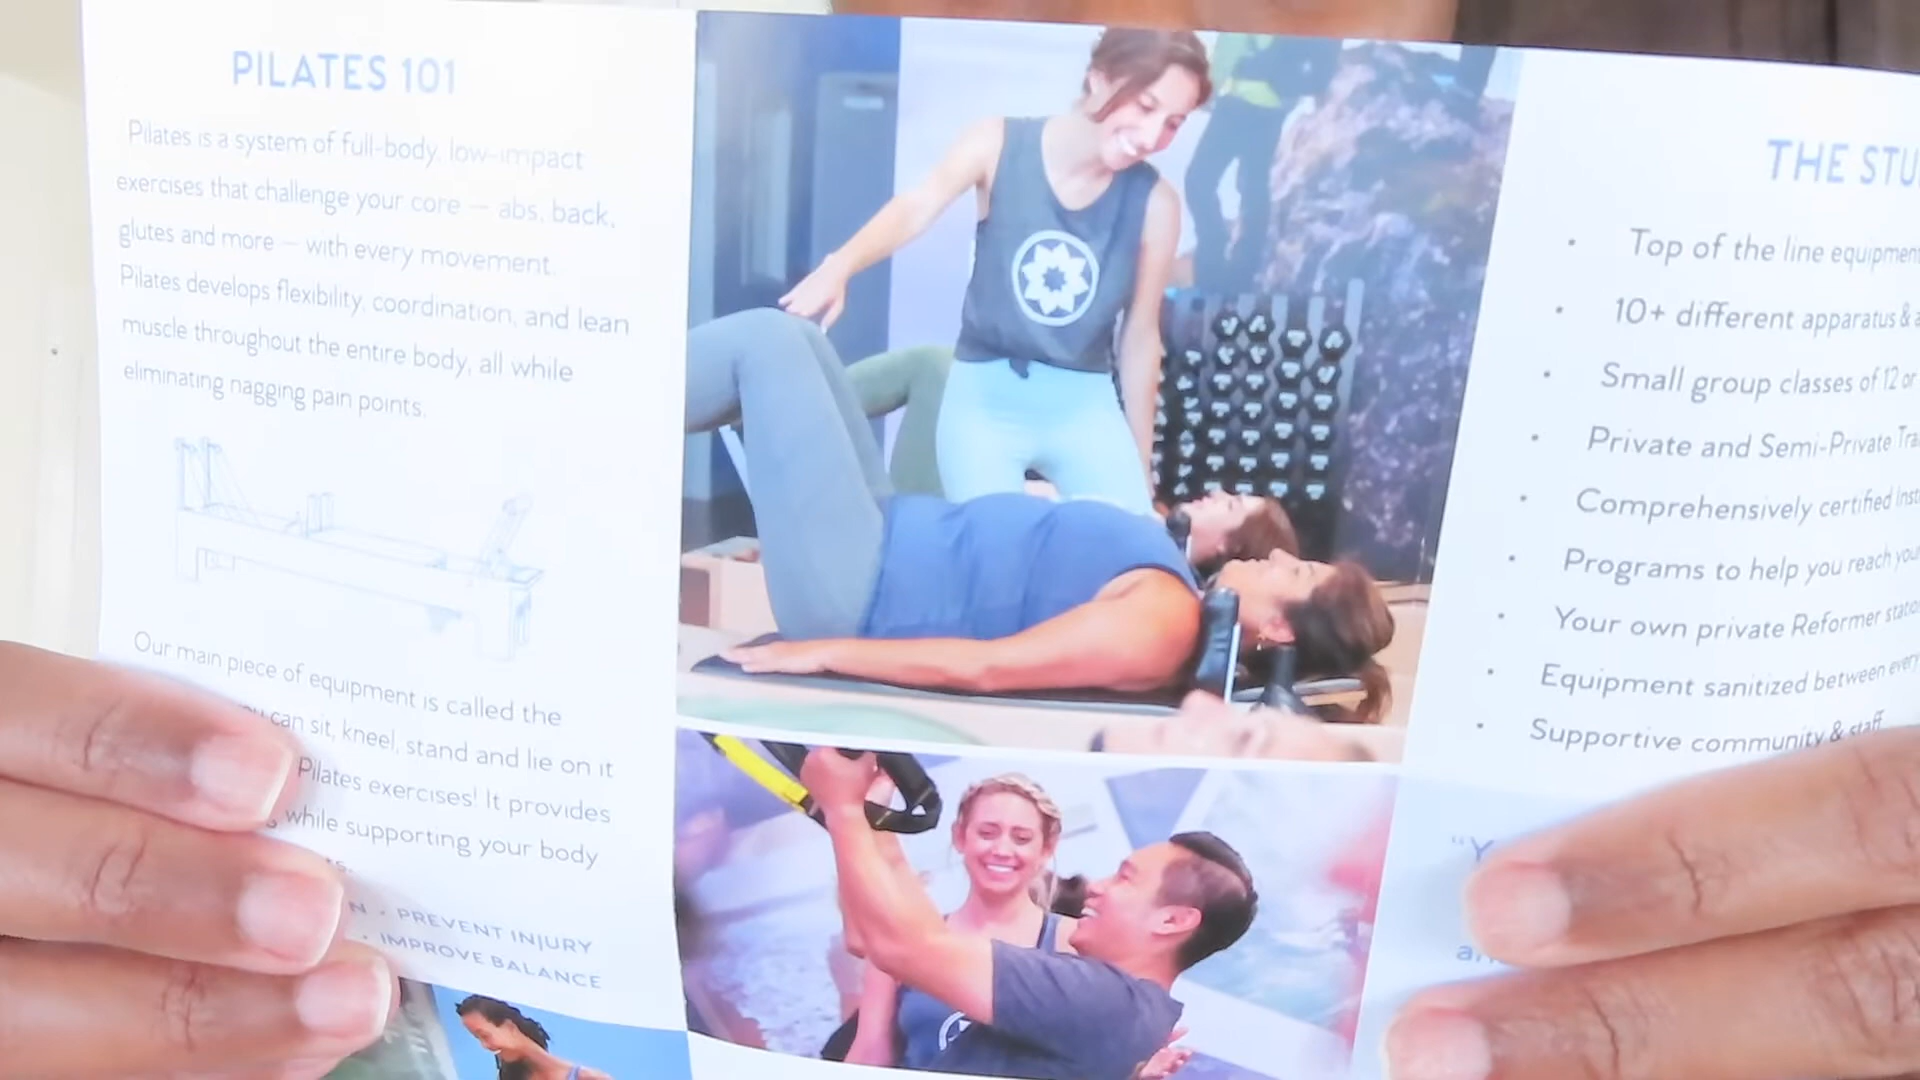 PILATES 101
Pilates is a system of full-body, low-impact
exercises that challenge your core — abs, back,
glutes and more — with every movement.
Pilates develops flexibility, coordination, and lean
muscle throughout the entire body, all while
eliminating nagging pain points.
Our main piece of equipment is called the
can sit, kneel, stand and lie on it
Pilates exercises! It provides
while supporting your body
• PREVENT INJURY
• IMPROVE BALANCE
THE STU
• Top of the line equipment
• 10+ different apparatus &
• Small group classes of 12 or
• Private and Semi-Private
• Comprehensively certified
• Programs to help you reach
• Your own private Reformer
• Equipment sanitized between
• Supportive community & staff